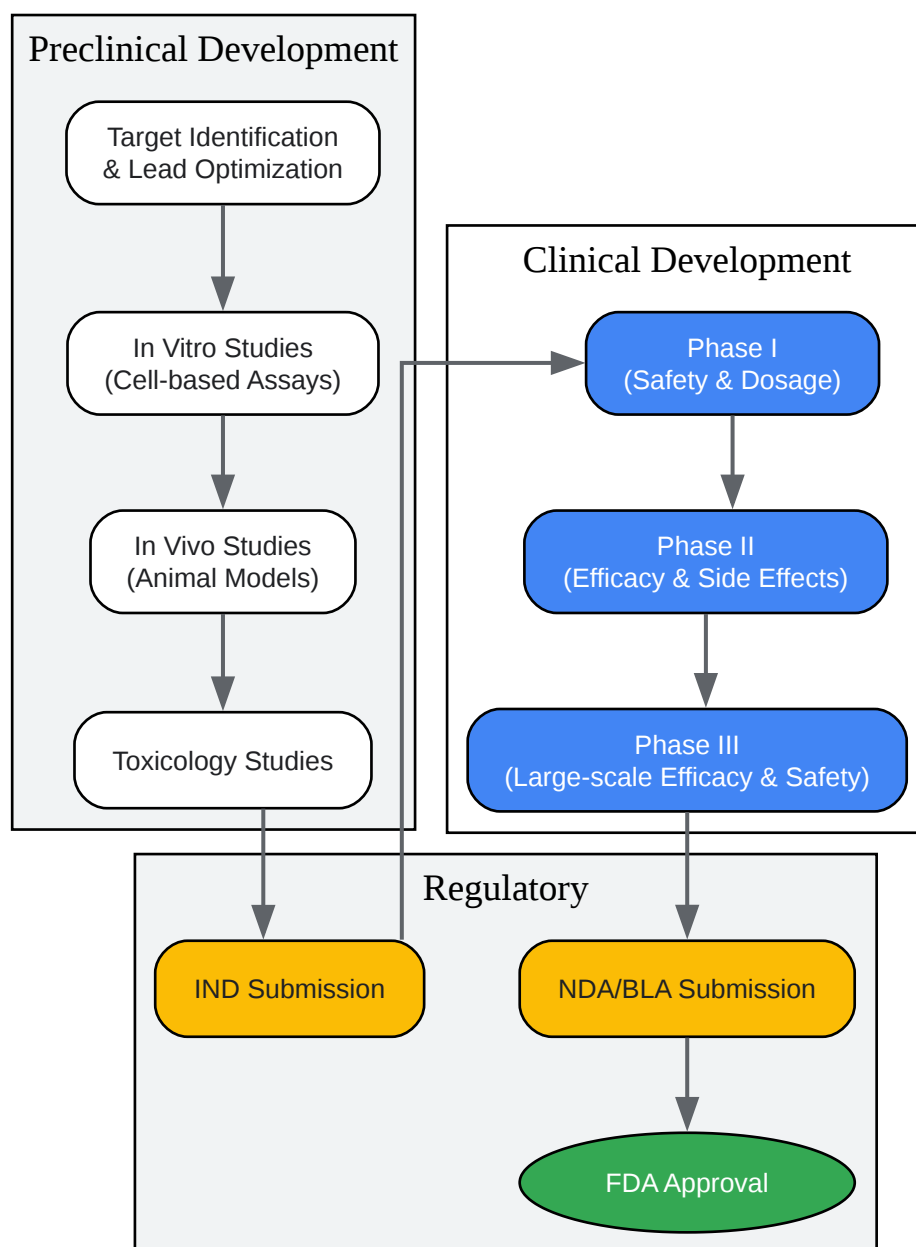 Preclinical Development
Target Identification
& Lead Optimization
In Vitro Studies
(Cell-based Assays)
In Vivo Studies
(Animal Models)
Toxicology Studies
Clinical Development
Phase I
(Safety & Dosage)
Phase II
(Efficacy & Side Effects)
Phase III
(Large-scale Efficacy & Safety)
Regulatory
IND Submission
NDA/BLA Submission
FDA Approval